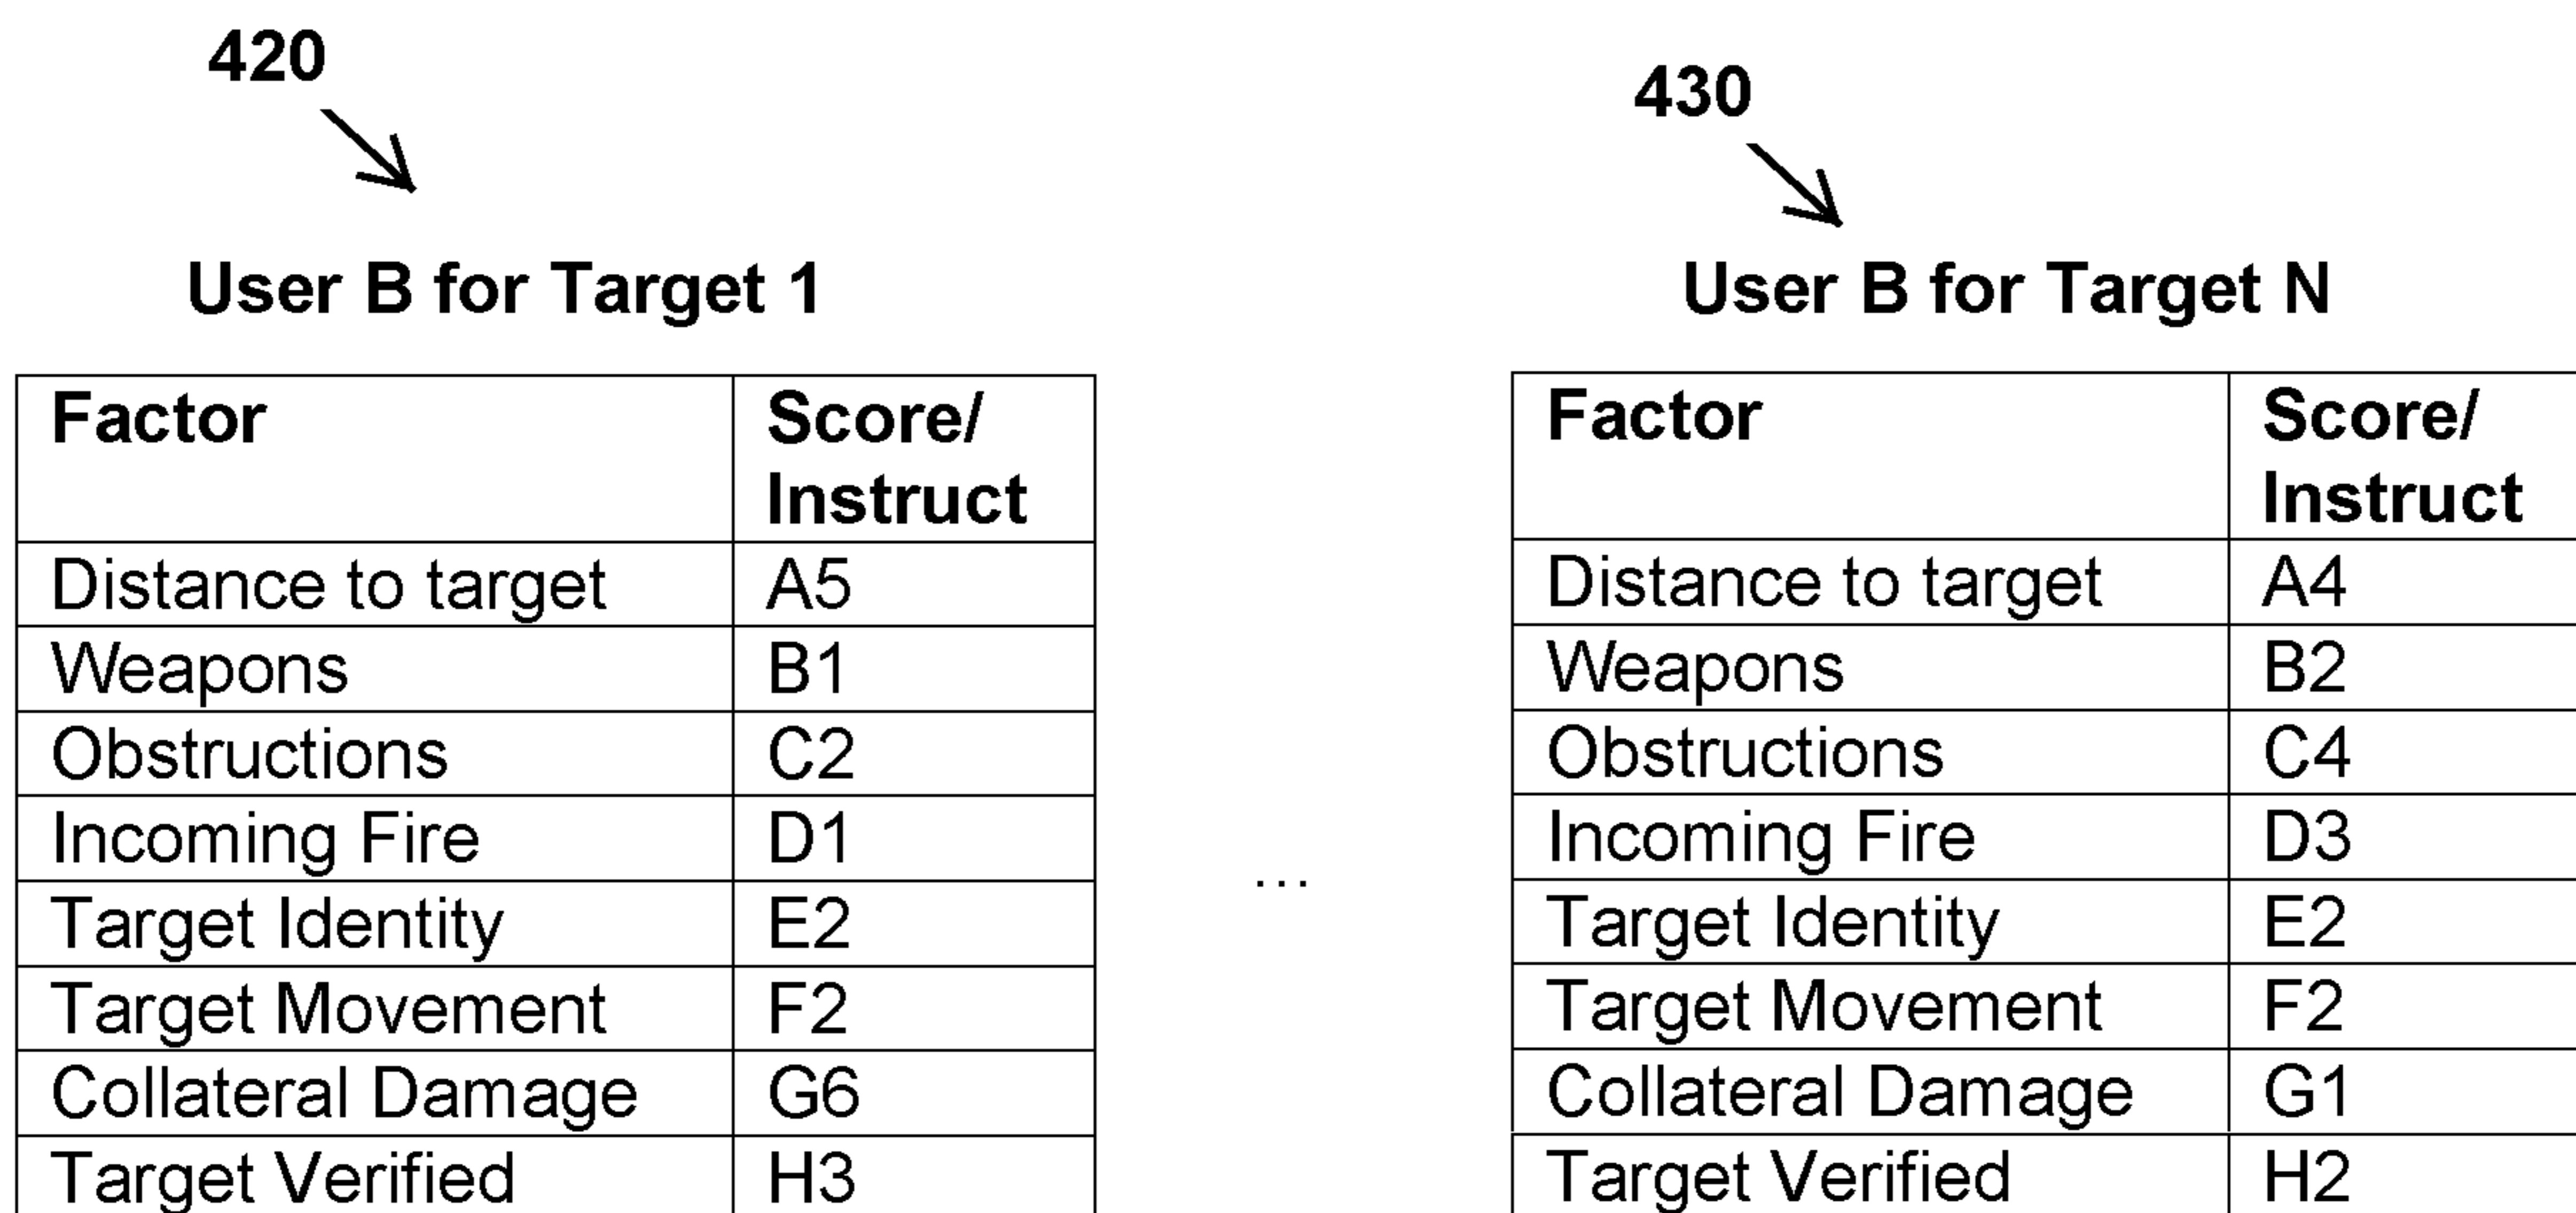 420
User B for Target 1
Factor Score/
Instruct
Distance to target A5
Weapons B1
Obstructions C2
Incoming Fire D1
Target Identity E2
Target Movement F2
Collateral Damage G6
Target Verified H3
...
430
User B for Target N
Factor Score/
Instruct
Distance to target A4
Weapons B2
Obstructions C4
Incoming Fire D3
Target Identity E2
Target Movement F2
Collateral Damage G1
Target Verified H2